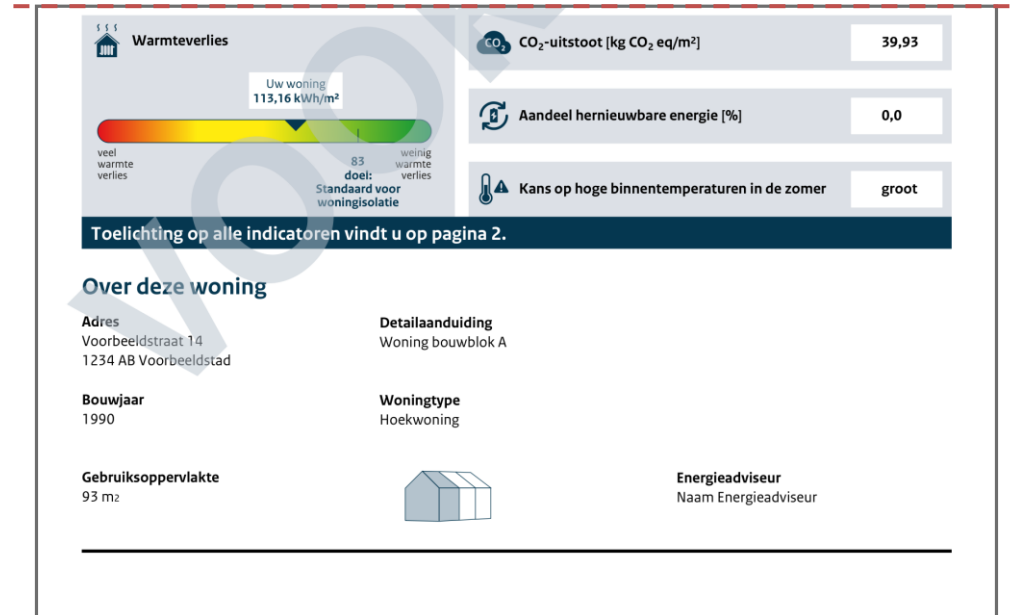 Warmteverlies
Uw woning
113,16 kWh/m²
veel
warmte
verlies
weinig
warmte
verlies
83
doel:
Standaard voor
woningisolatie
CO₂
CO₂-uitstoot [kg CO₂ eq/m²]
39,93
Aandeel hernieuwbare energie [%]
0,0
Kans op hoge binnentemperaturen in de zomer
groot
Toelichting op alle indicatoren vindt u op pagina 2.
Over deze woning
Adres
Voorbeeldstraat 14
1234 AB Voorbeeldstad
Detailaanduiding
Woning bouwblok A
Bouwjaar
1990
Woningtype
Hoekwoning
Gebruiksoppervlakte
93 m2
Energieadviseur
Naam Energieadviseur